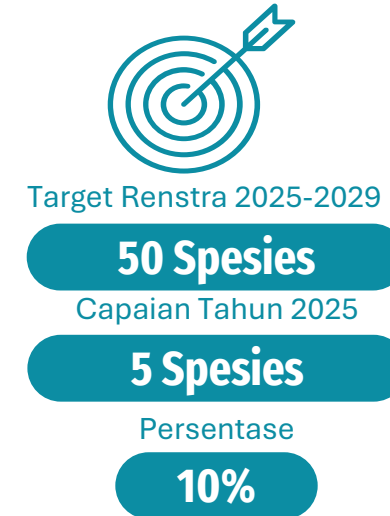 Target Renstra 2025-2029
50 Spesies
Capaian Tahun 2025
5 Spesies
Persentase
10%